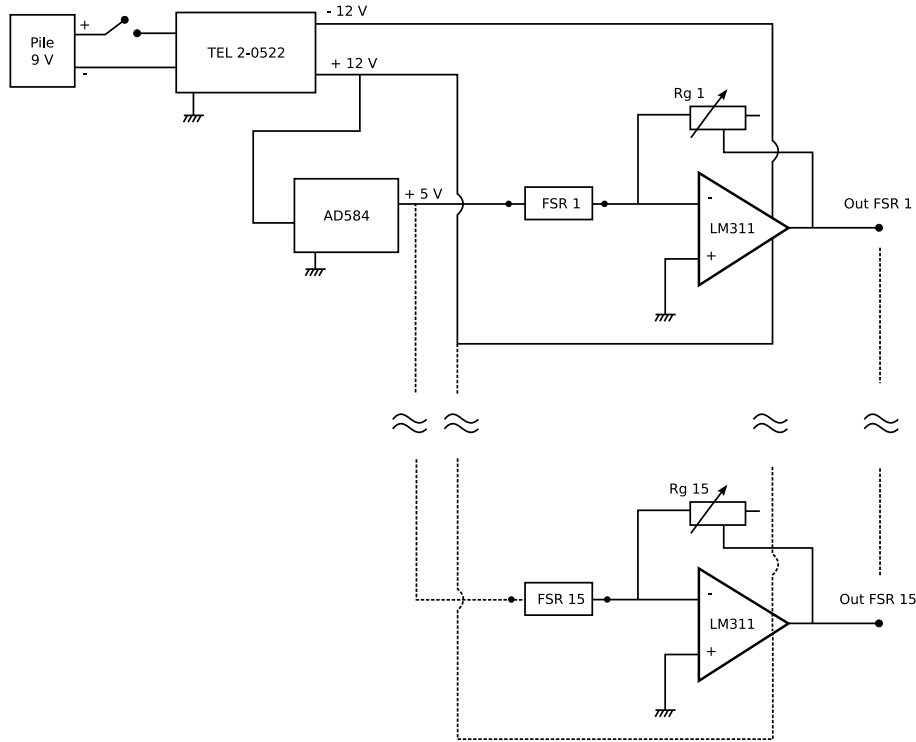 - 12 V
+
Pile
9 V
-
TEL 2-0522
+ 12 V
Rg 1
+ 5 V
AD584
FSR 1
-
LM311
+
Out FSR 1
Rg 15
FSR 15
-
LM311
+
Out FSR 15